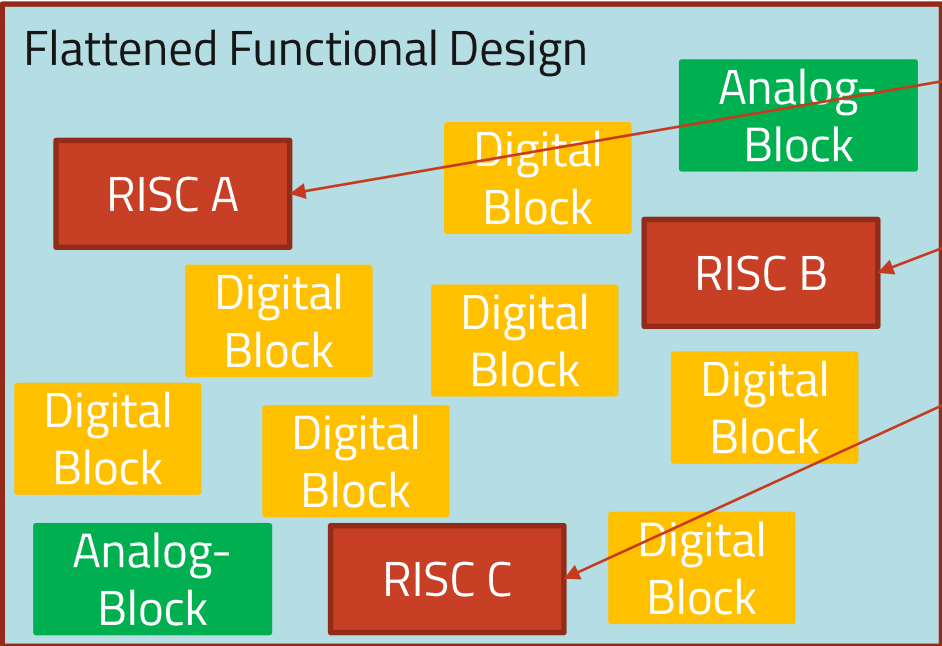 Flattened Functional Design
Analog-
Block
Digital
Block
RISC A
RISC B
Digital
Block
Digital
Block
Digital
Block
Digital
Block
Digital
Block
Analog-
Block
RISC C
Digital
Block